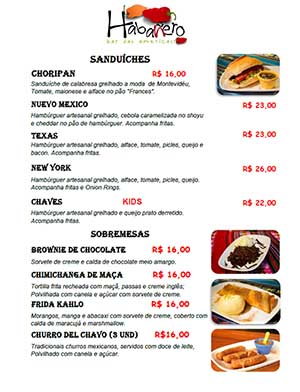 Habanero
bar das américas
SANDUÍCHES
CHORIPAN R$ 16,00
Sanduíche de calabresa grelhado a moda de Montevidéu,
Tomate, maionese e alface no pão "Frances".
NUEVO MEXICO R$ 23,00
Hambúrguer artesanal grelhado, cebola caramelizada no shoyu
e cheddar no pão de hambúrguer. Acompanha fritas.
TEXAS R$ 23,00
Hambúrguer artesanal grelhado, alface, tomate, picles, queijo e
bacon. Acompanha fritas.
NEW YORK R$ 26,00
Hambúrguer artesanal grelhado, alface, tomate, picles, queijo.
Acompanha fritas e Onion Rings.
CHAVES KIDS R$ 22,00
Hambúrguer artesanal grelhado e queijo prato derretido.
Acompanha fritas.
SOBREMESAS
BROWNIE DE CHOCOLATE R$ 16,00
Sorvete de creme e calda de chocolate meio amargo.
CHIMICHANGA DE MAÇA R$ 16,00
Tortilla frita recheada com maçã, passas e creme inglês;
Polvilhada com canela e açúcar com sorvete de creme.
FRIDA KAHLO R$ 16,00
Morangos, manga e abacaxi com sorvete de creme, coberto com
calda de maracujá e marshmallow.
CHURRO DEL CHAVO (3 UND) R$16,00
Tradicionais churros mexicanos, servidos com doce de leite,
Polvilhado com canela e açúcar.